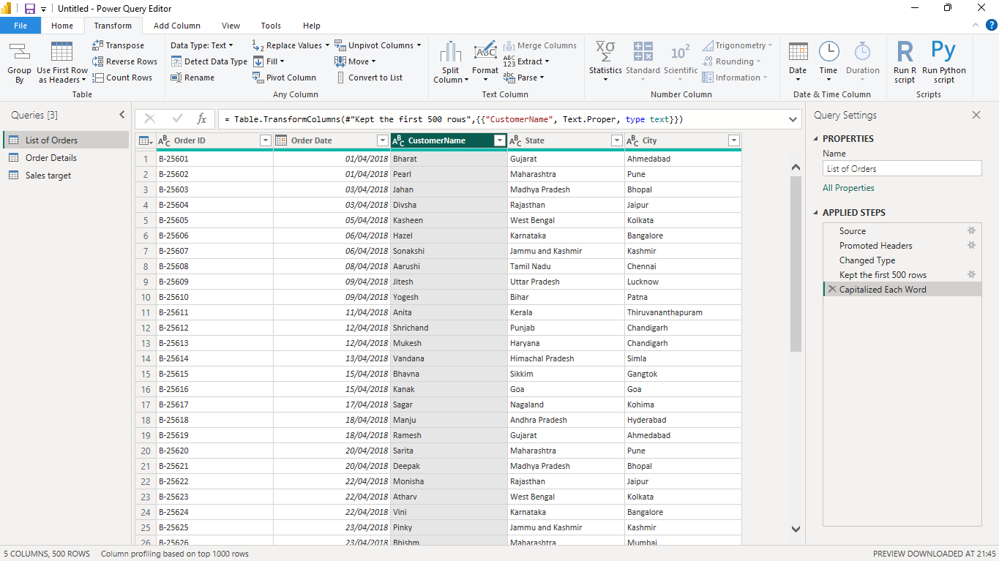 Untitled - Power Query Editor
File Home Transform Add Column View Tools Help
Group By
Use First Row as Headers
Transpose
Reverse Rows
Count Rows
Table
Data Type: Text
Detect Data Type
Rename
Replace Values
Fill
Pivot Column
Unpivot Columns
Move
Convert to List
Any Column
Split Column
Format
Merge Columns
Extract
Parse
Text Column
Statistics
Standard
Scientific
Trigonometry
Rounding
Information
Number Column
Date
Time
Duration
Date & Time Column
Run R script
Run Python script
Scripts
Queries [3]
List of Orders
Order Details
Sales target
= Table.TransformColumns(#"Kept the first 500 rows",{{"CustomerName", Text.Proper, type text}})
Order ID Order Date CustomerName State City
1 B-25601 01/04/2018 Bharat Gujarat Ahmedabad
2 B-25602 01/04/2018 Pearl Maharashtra Pune
3 B-25603 03/04/2018 Jahan Madhya Pradesh Bhopal
4 B-25604 03/04/2018 Divsha Rajasthan Jaipur
5 B-25605 05/04/2018 Kasheen West Bengal Kolkata
6 B-25606 06/04/2018 Hazel Karnataka Bangalore
7 B-25607 06/04/2018 Sonakshi Jammu and Kashmir Kashmir
8 B-25608 08/04/2018 Aarushi Tamil Nadu Chennai
9 B-25609 09/04/2018 Jitesh Uttar Pradesh Lucknow
10 B-25610 09/04/2018 Yogesh Bihar Patna
11 B-25611 11/04/2018 Anita Kerala Thiruvananthapuram
12 B-25612 12/04/2018 Shrichand Punjab Chandigarh
13 B-25613 12/04/2018 Mukesh Haryana Chandigarh
14 B-25614 13/04/2018 Vandana Himachal Pradesh Simla
15 B-25615 15/04/2018 Bhavna Sikkim Gangtok
16 B-25616 15/04/2018 Kanak Goa Goa
17 B-25617 17/04/2018 Sagar Nagaland Kohima
18 B-25618 18/04/2018 Manju Andhra Pradesh Hyderabad
19 B-25619 18/04/2018 Ramesh Gujarat Ahmedabad
20 B-25620 20/04/2018 Sarita Maharashtra Pune
21 B-25621 20/04/2018 Deepak Madhya Pradesh Bhopal
22 B-25622 22/04/2018 Monisha Rajasthan Jaipur
23 B-25623 22/04/2018 Atharv West Bengal Kolkata
24 B-25624 22/04/2018 Vini Karnataka Bangalore
25 B-25625 23/04/2018 Pinky Jammu and Kashmir Kashmir
26 B-25626 23/04/2018 Bhishm Maharashtra Mumbai
Query Settings
PROPERTIES
Name
List of Orders
All Properties
APPLIED STEPS
Source
Promoted Headers
Changed Type
Kept the first 500 rows
Capitalized Each Word
5 COLUMNS, 500 ROWS Column profiling based on top 1000 rows PREVIEW DOWNLOADED AT 21:45